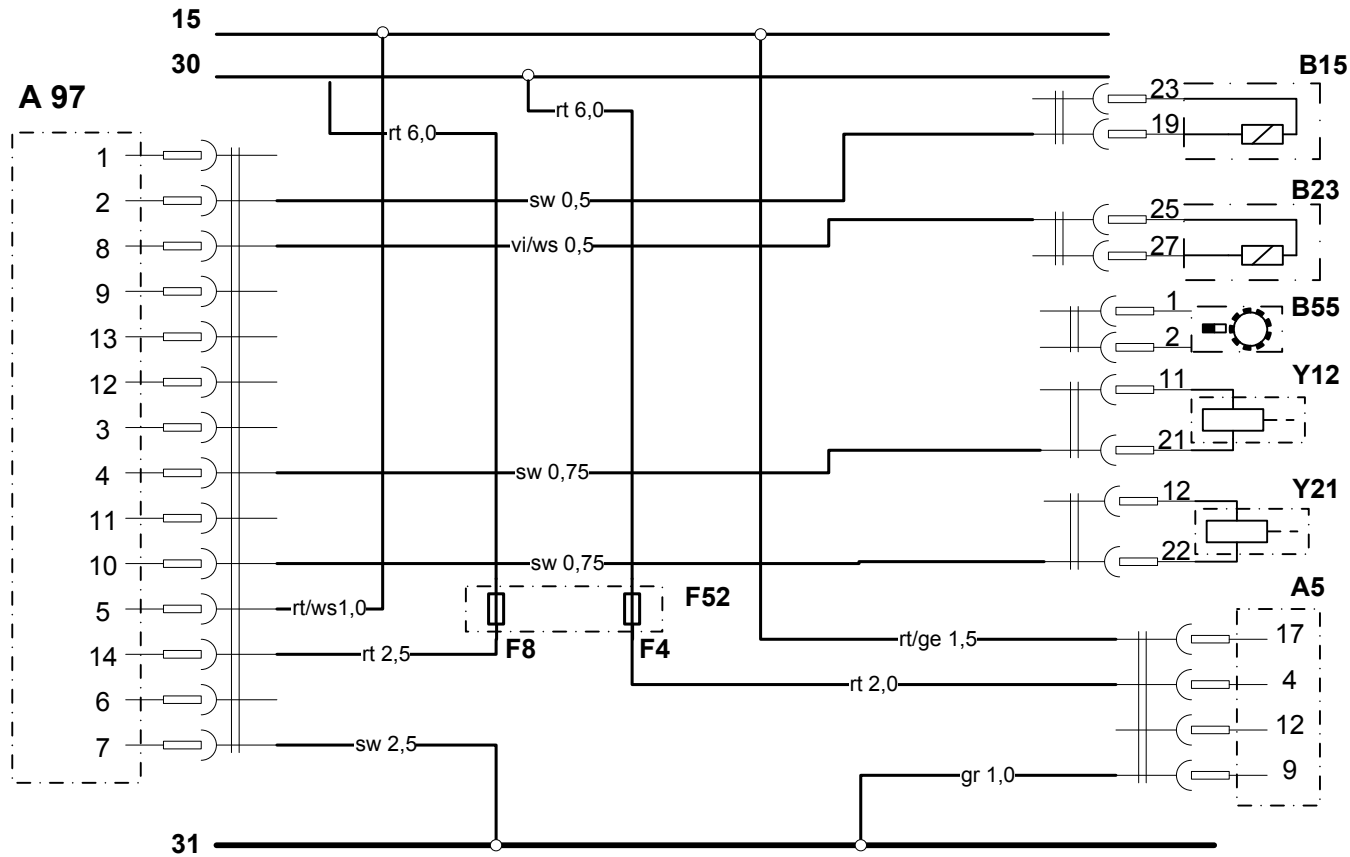 15
30
A 97
B15
23
rt 6,0
rt 6,0
19
1
2
sw 0,5
B23
25
8
vi/ws 0,5
27
9
B55
1
13
2
Y12
11
12
3
21
4
sw 0,75
Y21
12
11
22
10
sw 0,75
A5
F52
5
rt/ws1,0
F8
F4
rt/ge 1,5
17
14
rt 2,5
rt 2,0
4
6
12
7
sw 2,5
gr 1,0
9
31